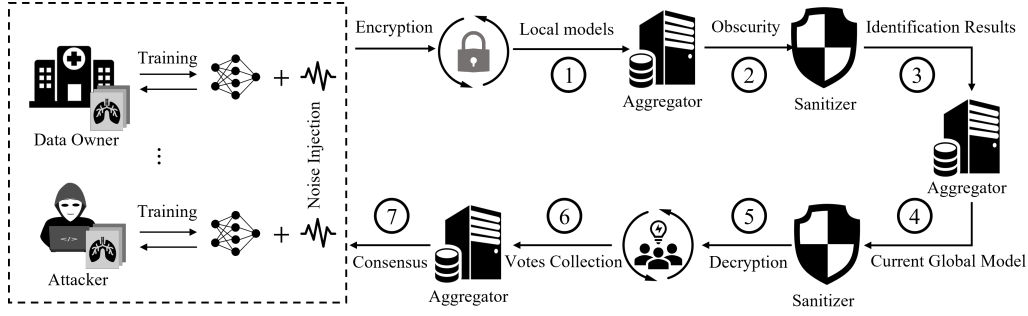 Training
Data Owner
Noise Injection
Training
Attacker
</>
Encryption
Local models
1
Aggregator
Obscurity
2
Sanitizer
Identification Results
3
Aggregator
4
Current Global Model
Sanitizer
5
Decryption
6
Votes Collection
Aggregator
7
Consensus